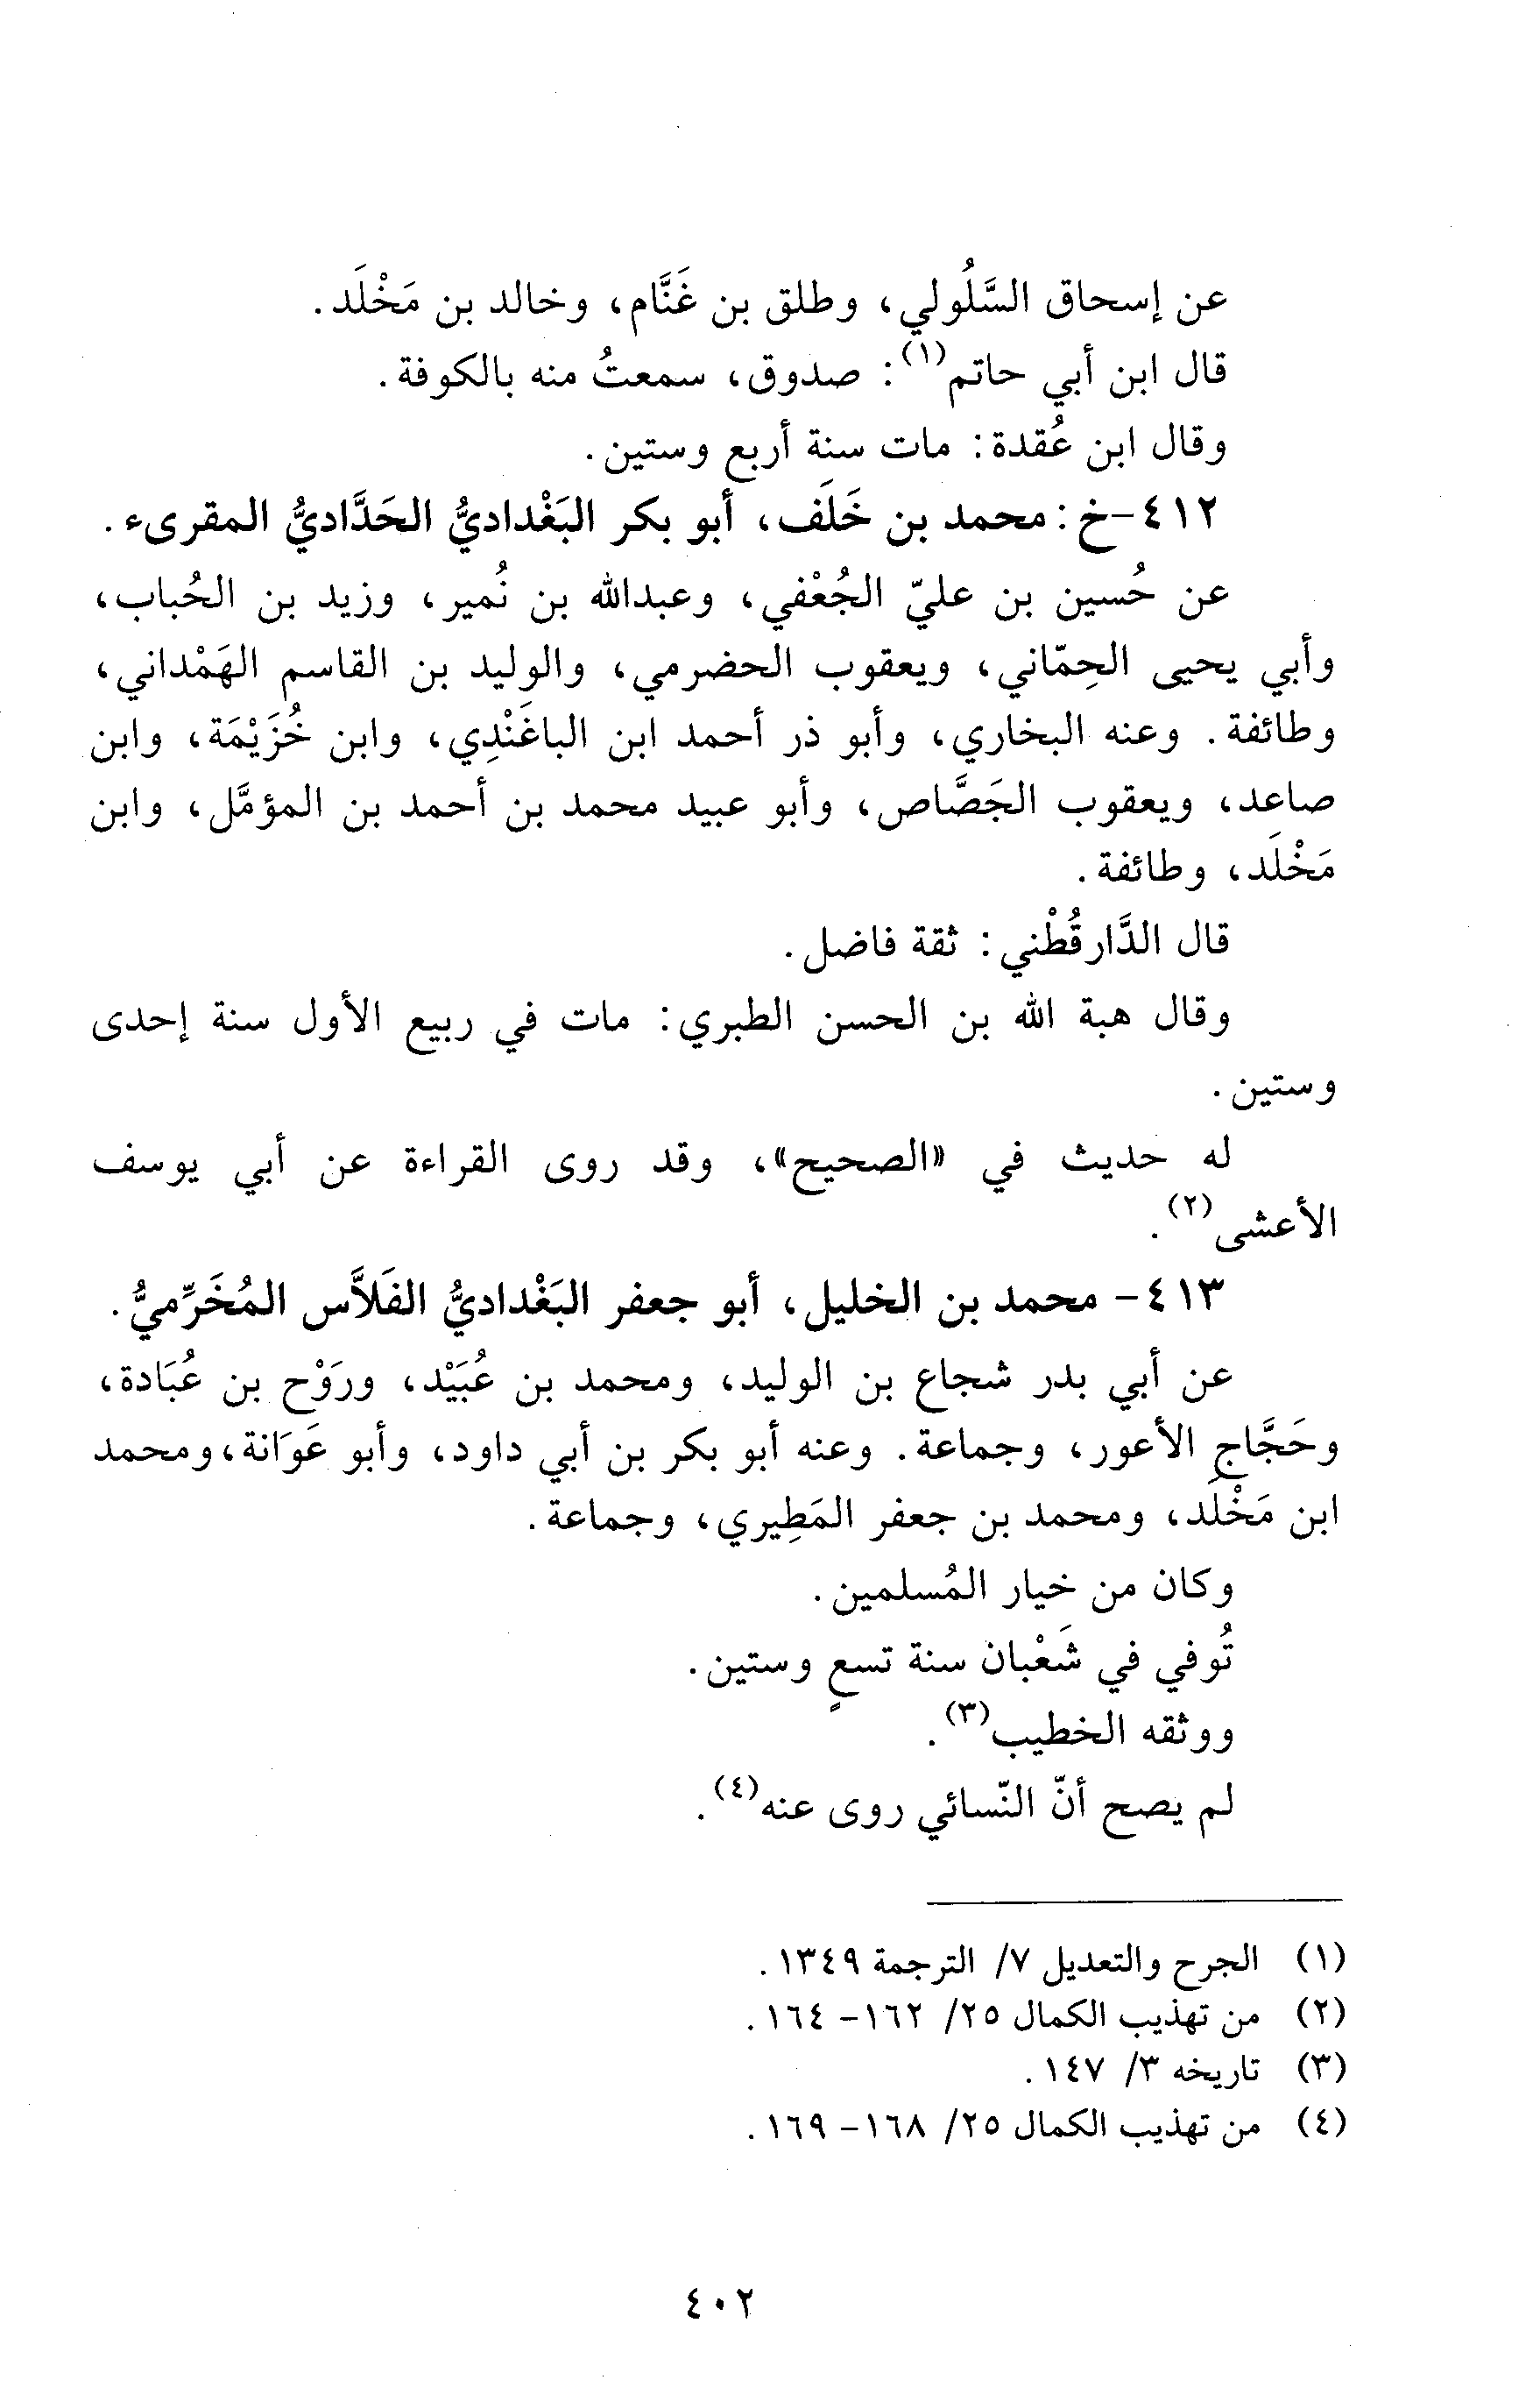 عن إسحاق السَّلُولي، وطلق بن غَنَّام، وخالد بن مَخْلَد.
قال ابن أبي حاتم(١): صدوق، سمعتُ منه بالكوفة.
وقال ابن عُقدة: مات سنة أربع وستين.
٤١٢-خ: محمد بن خَلَف، أبو بكر البَغْداديُّ الحَدَّاديُّ المقرىء.
عن حُسين بن عليّ الجُعْفي، وعبدالله بن نُمير، وزيد بن الحُباب،
وأبي يحيى الحِمّاني، ويعقوب الحضرمي، والوليد بن القاسم الهَمْداني،
وطائفة. وعنه البخاري، وأبو ذر أحمد ابن الباغَنْدِي، وابن خُزَيْمَة، وابن
صاعد، ويعقوب الجَصَّاص، وأبو عبيد محمد بن أحمد بن المؤمَّل، وابن
مَخْلَد، وطائفة.
قال الدَّارقُطْني: ثقة فاضل.
وقال هبة الله بن الحسن الطبري: مات في ربيع الأول سنة إحدى
وستين.
له حديث في «الصحيح»، وقد روى القراءة عن أبي يوسف
الأعشى(٢).
٤١٣- محمد بن الخليل، أبو جعفر البَغْداديُّ الفَلاَّس المُخَرِّميُّ.
عن أبي بدر شجاع بن الوليد، ومحمد بن عُبَيْد، ورَوْح بن عُبَادة،
وحَجَّاج الأعور، وجماعة. وعنه أبو بكر بن أبي داود، وأبو عَوَانة، ومحمد
ابن مَخْلَد، ومحمد بن جعفر المَطِيري، وجماعة.
وكان من خيار المُسلمين.
تُوفي في شَعْبان سنة تسعٍ وستين.
ووثقه الخطيب(٣).
لم يصح أنّ النّسائي روى عنه(٤).
(١) الجرح والتعديل ٧/ الترجمة ١٣٤٩.
(٢) من تهذيب الكمال ٢٥/ ١٦٢- ١٦٤.
(٣) تاريخه ٣/ ١٤٧.
(٤) من تهذيب الكمال ٢٥/ ١٦٨- ١٦٩.
٤٠٢